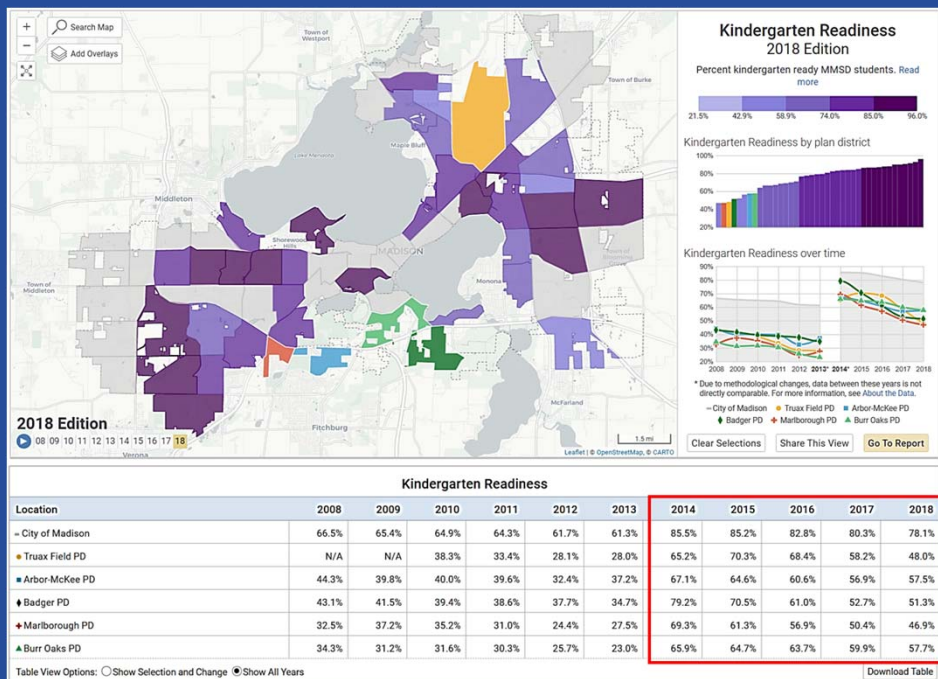 +
−
Search Map
Add Overlays
Town of Westport
Town of Burke
Maple Bluff
Lake Mendota
Middleton
Shorewood Hills
MADISON
Town of Middleton
Monona
McFarland
Fitchburg
Verona
2018 Edition
08 09 10 11 12 13 14 15 16 17 18
1.5 mi
Leaflet | © OpenStreetMap, © CARTO
Kindergarten Readiness
2018 Edition
Percent kindergarten ready MMSD students. Read more
21.5% 42.9% 58.9% 74.0% 85.0% 96.0%
Kindergarten Readiness by plan district
100%
80%
60%
40%
20%
Kindergarten Readiness over time
90%
80%
70%
60%
50%
40%
30%
20%
2008 2009 2010 2011 2012 2013* 2014* 2015 2016 2017 2018
* Due to methodological changes, data between these years is not
directly comparable. For more information, see About the Data.
City of Madison Truax Field PD Arbor-McKee PD
Badger PD Marlborough PD Burr Oaks PD
Clear Selections Share This View Go To Report
Kindergarten Readiness
Location 2008 2009 2010 2011 2012 2013 2014 2015 2016 2017 2018
City of Madison 66.5% 65.4% 64.9% 64.3% 61.7% 61.3% 85.5% 85.2% 82.8% 80.3% 78.1%
Truax Field PD N/A N/A 38.3% 33.4% 28.1% 28.0% 65.2% 70.3% 68.4% 58.2% 48.0%
Arbor-McKee PD 44.3% 39.8% 40.0% 39.6% 32.4% 37.2% 67.1% 64.6% 60.6% 56.9% 57.5%
Badger PD 43.1% 41.5% 39.4% 38.6% 37.7% 34.7% 79.2% 70.5% 61.0% 52.7% 51.3%
Marlborough PD 32.5% 37.2% 35.2% 31.0% 24.4% 27.5% 69.3% 61.3% 56.9% 50.4% 46.9%
Burr Oaks PD 34.3% 31.2% 31.6% 30.3% 25.7% 23.0% 65.9% 64.7% 63.7% 59.9% 57.7%
Table View Options: Show Selection and Change Show All Years
Download Table